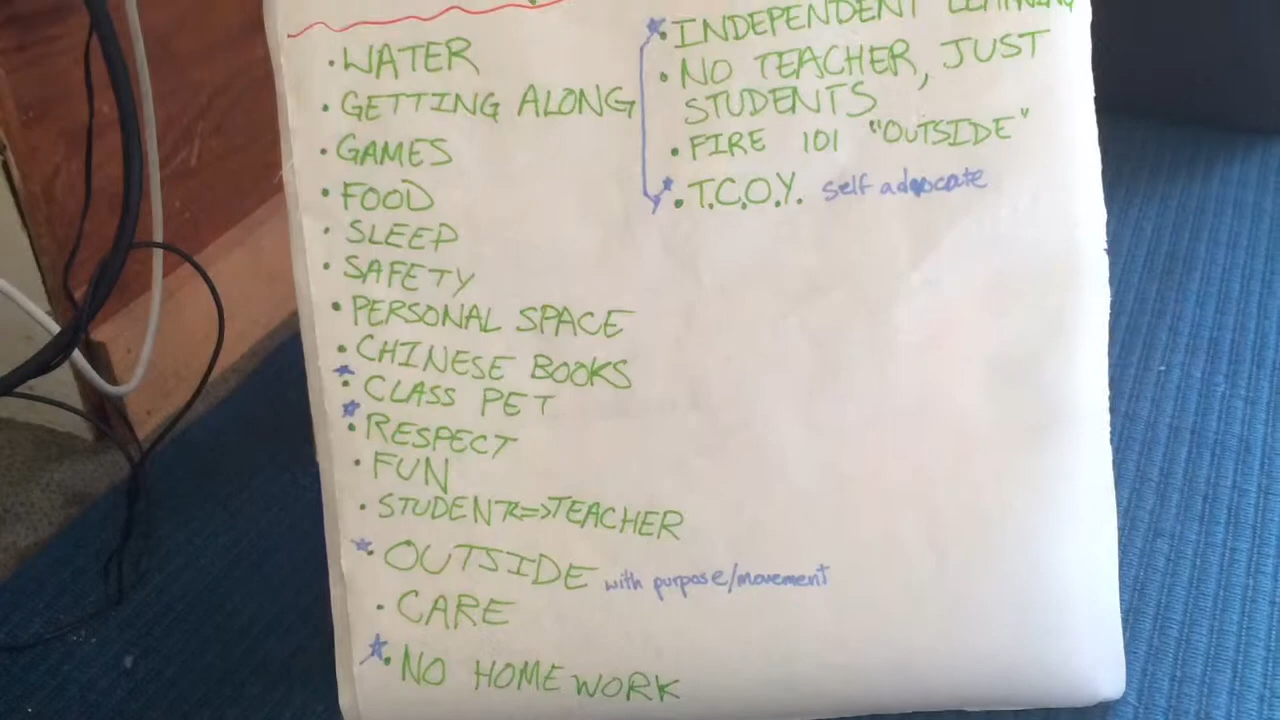 • WATER
• GETTING ALONG
• GAMES
• FOOD
• SLEEP
• SAFETY
• PERSONAL SPACE
• CHINESE BOOKS
• CLASS PET
• RESPECT
• FUN
• STUDENT<=>TEACHER
• OUTSIDE with purpose/movement
• CARE
• NO HOMEWORK
• INDEPENDENT LEARNING
• NO TEACHER, JUST
STUDENTS
• FIRE 101 "OUTSIDE"
• T.C.O.Y. self advocate